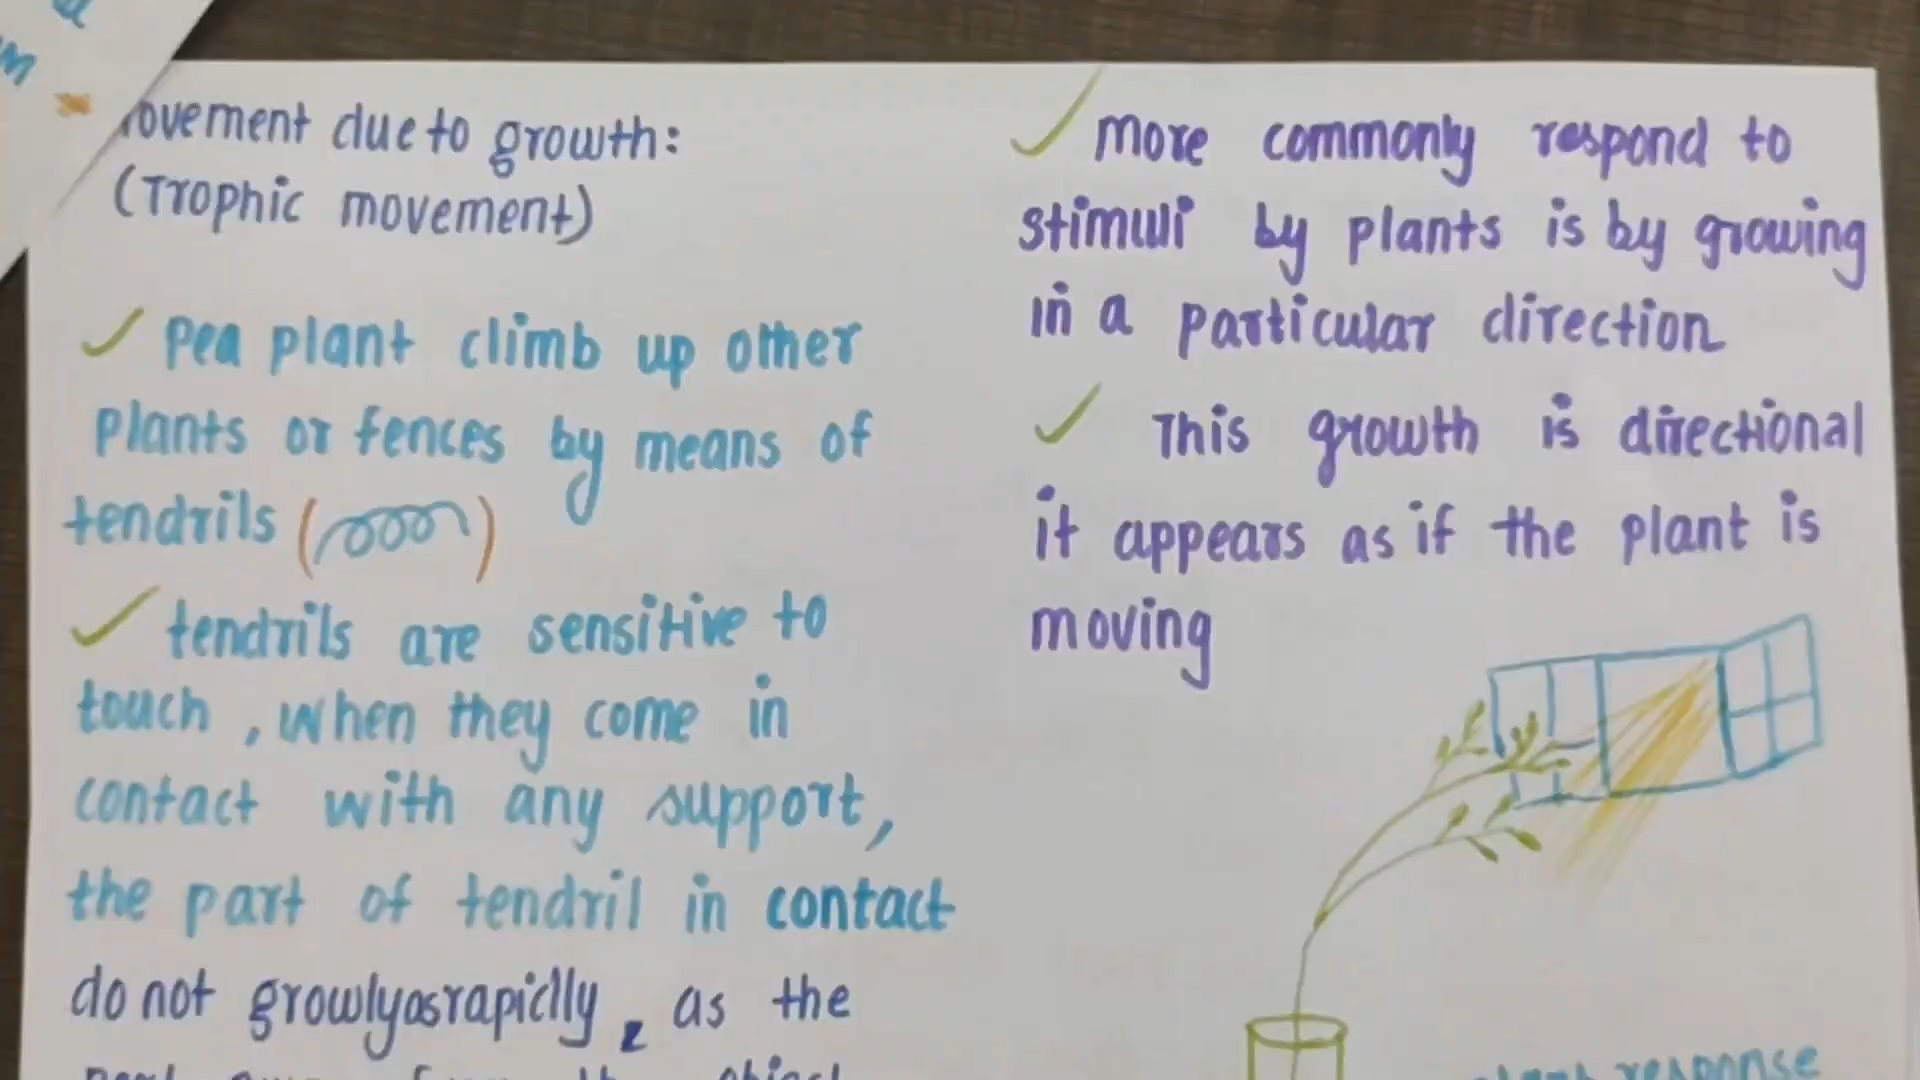 ovement due to growth:
(Trophic movement)
✓ Pea plant climb up other
plants or fences by means of
tendrils ( )
✓ tendrils are sensitive to
touch, when they come in
contact with any support,
the part of tendril in contact
do not growlyasrapidly, as the
✓ More commonly respond to
stimuli by plants is by growing
in a particular direction
✓ This growth is directional
it appears as if the plant is
moving
plant response